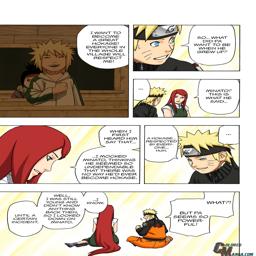 SO... WHAT
DID PA
WANT TO BE
WHEN HE
GREW UP?
I WANT TO
BECOME
A GREAT
HOKAGE!
EVERYONE IN
THE WHOLE
VILLAGE WILL
RESPECT
ME!
MINATO?
THIS IS
WHAT HE
SAID...
A HOKAGE
RESPECTED
BY EVERY-
ONE...
HUH.
WHEN I
FIRST
HEARD HIM
SAY THAT...
I MOCKED
MINATO, THINKING
HE SEEMED SO
UNDEPENDABLE
THAT THERE WAS
NO WAY HE'D EVER
BECOME HOKAGE.
WHAT?!
BUT PA
SEEMS SO
POWER-
FUL!
I
KNOW.
WELL,
I WAS STILL
YOUNG AND
DIDN'T KNOW
ANYTHING
BACK THEN,
SO I LOOKED
DOWN ON
MINATO.
UNTIL A
CERTAIN
INCIDENT.